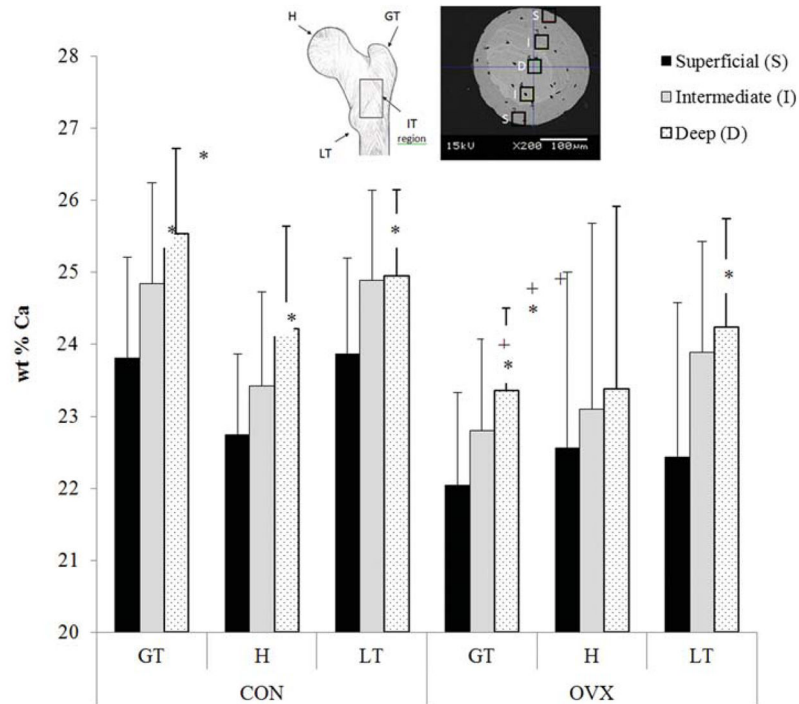 H
GT
IT
region
LT
S
I
D
I
S
15kV X200 100µm
Superficial (S)
Intermediate (I)
Deep (D)
wt % Ca
28
27
26
25
24
23
22
21
20
*
*
*
*
+
*
+
+
*
*
GT H LT GT H LT
CON OVX